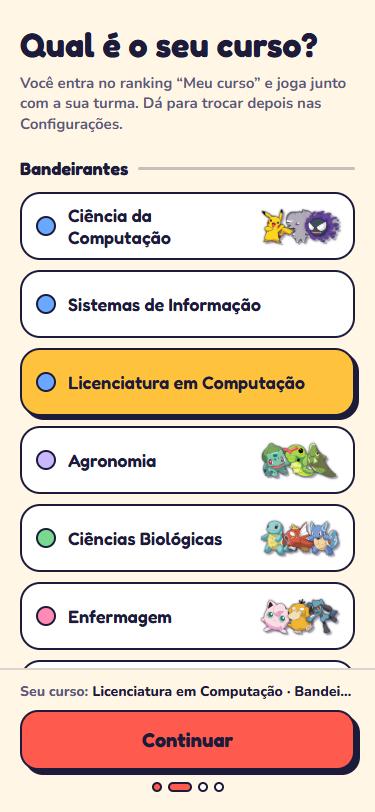 Qual é o seu curso?
Você entra no ranking “Meu curso” e joga junto
com a sua turma. Dá para trocar depois nas
Configurações.
Bandeirantes
Ciência da
Computação
Sistemas de Informação
Licenciatura em Computação
Agronomia
Ciências Biológicas
Enfermagem
Seu curso: Licenciatura em Computação · Bandei...
Continuar